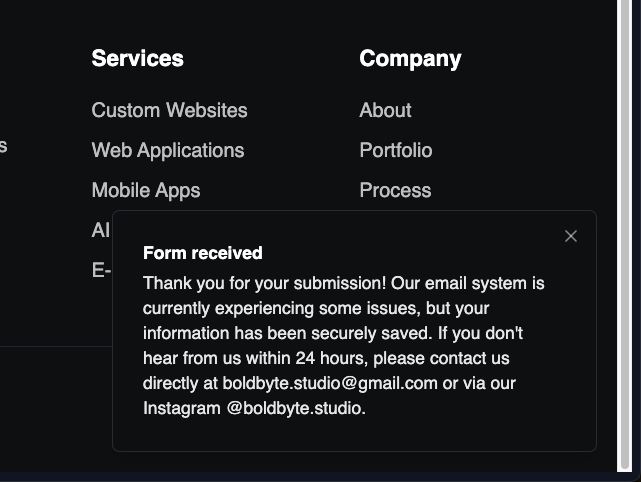 Services
Custom Websites
Web Applications
Mobile Apps
AI
E-
Company
About
Portfolio
Process
s
Form received
Thank you for your submission! Our email system is
currently experiencing some issues, but your
information has been securely saved. If you don't
hear from us within 24 hours, please contact us
directly at boldbyte.studio@gmail.com or via our
Instagram @boldbyte.studio.